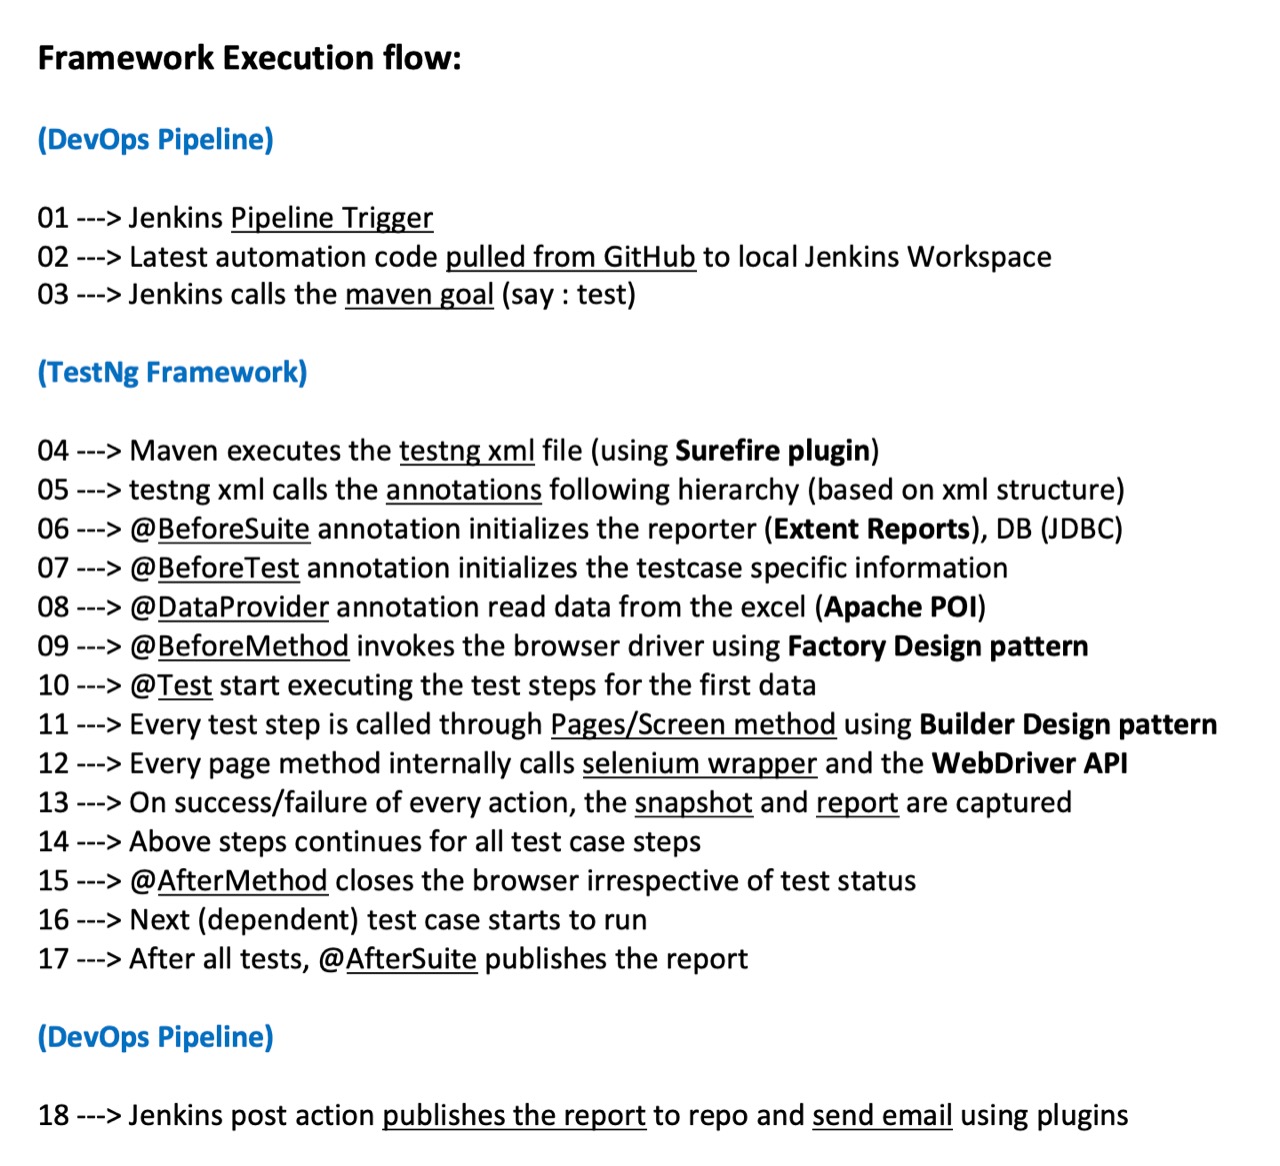 Framework Execution flow:
(DevOps Pipeline)
01 ---> Jenkins Pipeline Trigger
02 ---> Latest automation code pulled from GitHub to local Jenkins Workspace
03 ---> Jenkins calls the maven goal (say : test)
(TestNg Framework)
04 ---> Maven executes the testng xml file (using Surefire plugin)
05 ---> testng xml calls the annotations following hierarchy (based on xml structure)
06 ---> @BeforeSuite annotation initializes the reporter (Extent Reports), DB (JDBC)
07 ---> @BeforeTest annotation initializes the testcase specific information
08 ---> @DataProvider annotation read data from the excel (Apache POI)
09 ---> @BeforeMethod invokes the browser driver using Factory Design pattern
10 ---> @Test start executing the test steps for the first data
11 ---> Every test step is called through Pages/Screen method using Builder Design pattern
12 ---> Every page method internally calls selenium wrapper and the WebDriver API
13 ---> On success/failure of every action, the snapshot and report are captured
14 ---> Above steps continues for all test case steps
15 ---> @AfterMethod closes the browser irrespective of test status
16 ---> Next (dependent) test case starts to run
17 ---> After all tests, @AfterSuite publishes the report
(DevOps Pipeline)
18 ---> Jenkins post action publishes the report to repo and send email using plugins